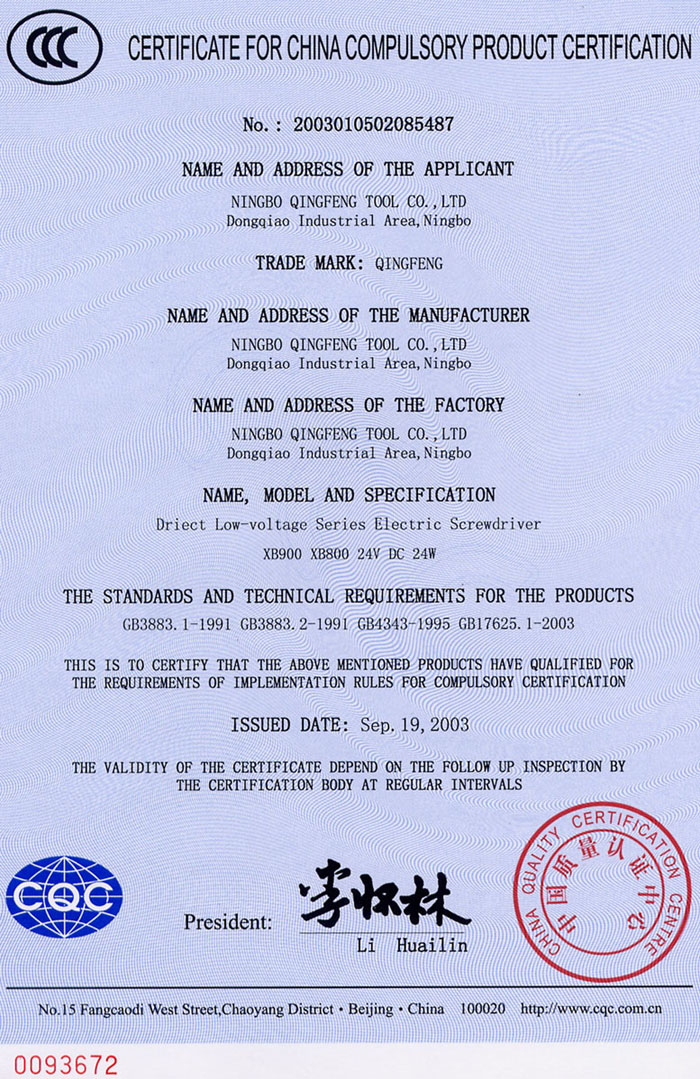 CCC
CERTIFICATE FOR CHINA COMPULSORY PRODUCT CERTIFICATION
No.: 2003010502085487
NAME AND ADDRESS OF THE APPLICANT
NINGBO QINGFENG TOOL CO.,LTD
Dongqiao Industrial Area,Ningbo
TRADE MARK: QINGFENG
NAME AND ADDRESS OF THE MANUFACTURER
NINGBO QINGFENG TOOL CO.,LTD
Dongqiao Industrial Area,Ningbo
NAME AND ADDRESS OF THE FACTORY
NINGBO QINGFENG TOOL CO.,LTD
Dongqiao Industrial Area,Ningbo
NAME, MODEL AND SPECIFICATION
Driect Low-voltage Series Electric Screwdriver
XB900 XB800 24V DC 24W
THE STANDARDS AND TECHNICAL REQUIREMENTS FOR THE PRODUCTS
GB3883.1-1991 GB3883.2-1991 GB4343-1995 GB17625.1-2003
THIS IS TO CERTIFY THAT THE ABOVE MENTIONED PRODUCTS HAVE QUALIFIED FOR
THE REQUIREMENTS OF IMPLEMENTATION RULES FOR COMPULSORY CERTIFICATION
ISSUED DATE: Sep.19,2003
THE VALIDITY OF THE CERTIFICATE DEPEND ON THE FOLLOW UP INSPECTION BY
THE CERTIFICATION BODY AT REGULAR INTERVALS
CQC
President: 李怀林
Li Huailin
CHINA QUALITY CERTIFICATION CENTRE
中国质量认证中心
No.15 Fangcaodi West Street,Chaoyang District·Beijing·China 100020 http://www.cqc.com.cn
0093672